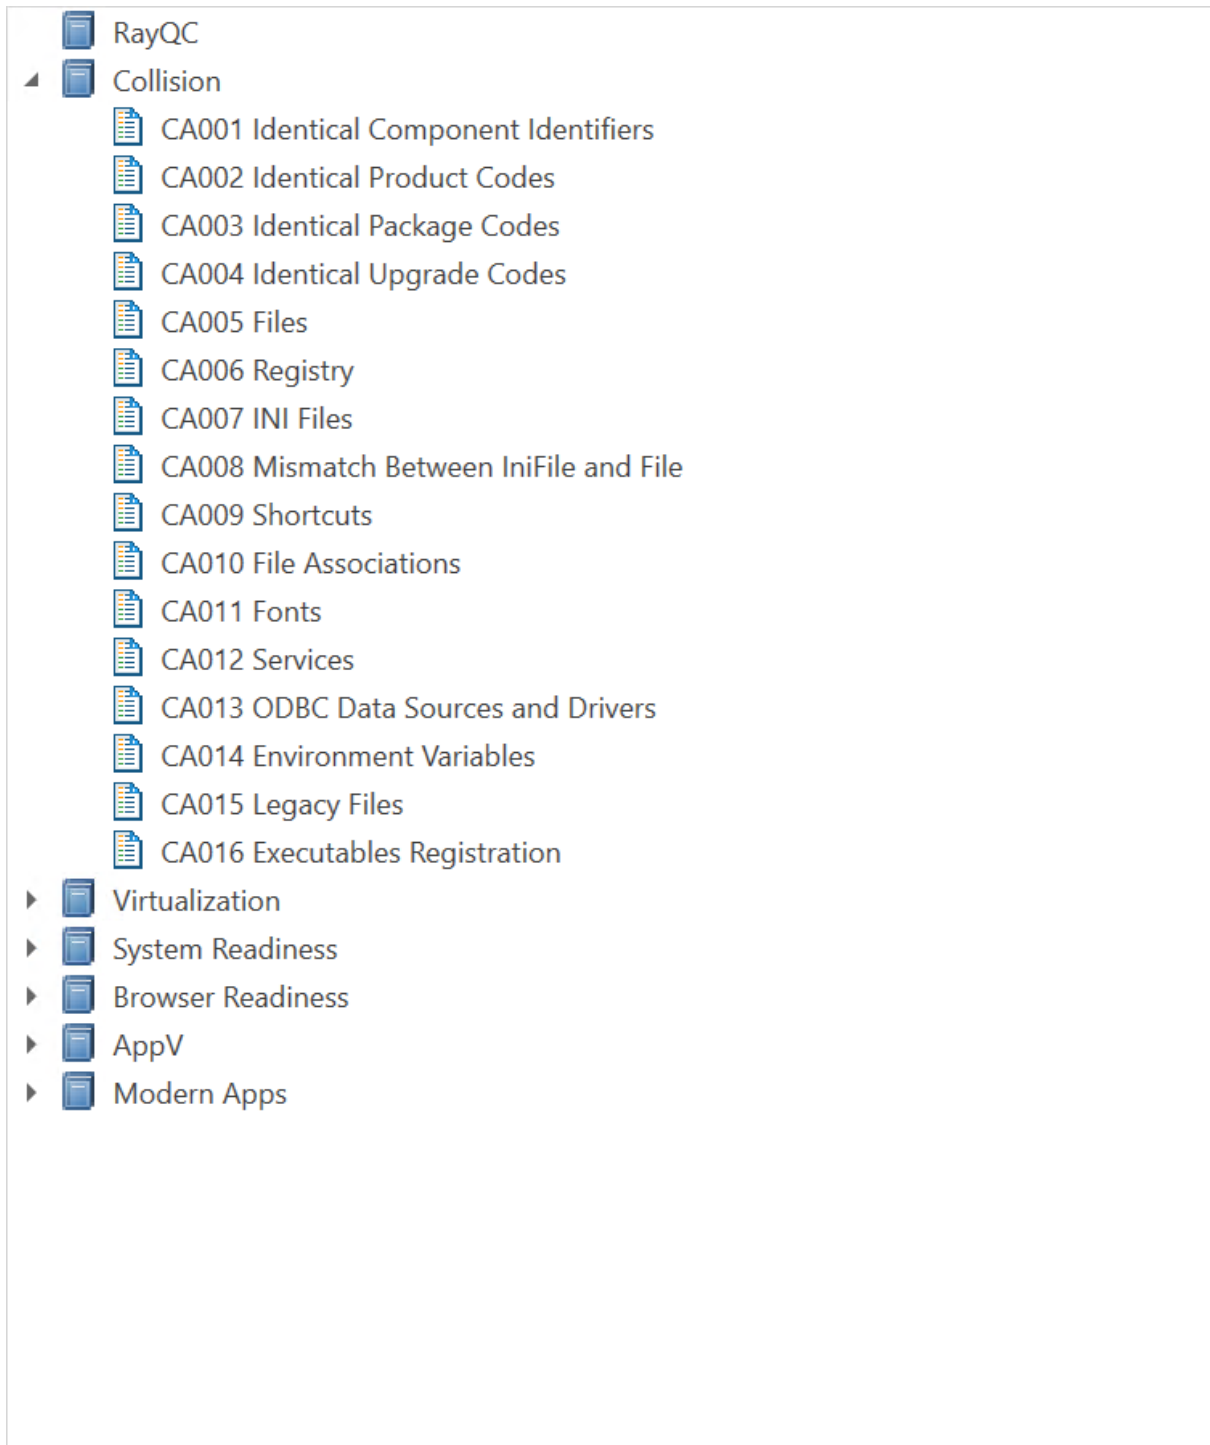 RayQC
Collision
CA001 Identical Component Identifiers
CA002 Identical Product Codes
CA003 Identical Package Codes
CA004 Identical Upgrade Codes
CA005 Files
CA006 Registry
CA007 INI Files
CA008 Mismatch Between IniFile and File
CA009 Shortcuts
CA010 File Associations
CA011 Fonts
CA012 Services
CA013 ODBC Data Sources and Drivers
CA014 Environment Variables
CA015 Legacy Files
CA016 Executables Registration
Virtualization
System Readiness
Browser Readiness
AppV
Modern Apps